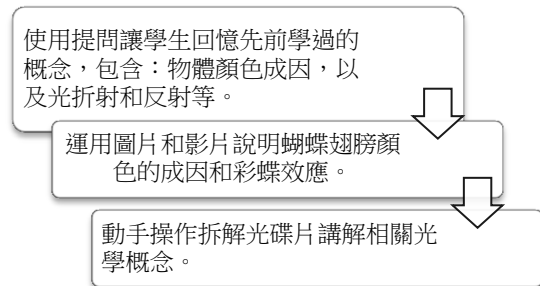 使用提問讓學生回憶先前學過的
概念，包含：物體顏色成因，以
及光折射和反射等。
運用圖片和影片說明蝴蝶翅膀顏
色的成因和彩蝶效應。
動手操作拆解光碟片講解相關光
學概念。